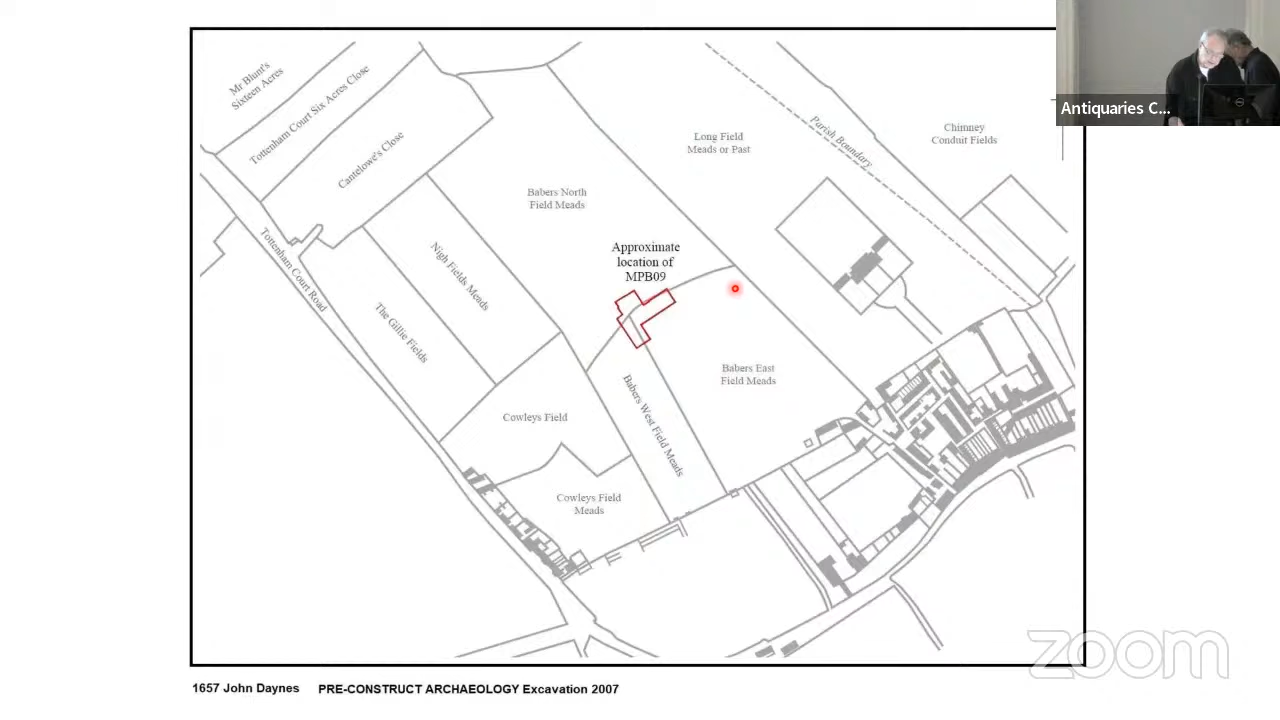 Mr Blunt's
Sixteen Acres
Tottenham Court Six Acres Close
Cantelowe's Close
Tottenham Court Road
The Gillie Fields
Nigh Fields Meads
Babers North
Field Meads
Long Field
Meads or Past
Parish Boundary
Chimney
Conduit Fields
Approximate
location of
MPB09
Babers East
Field Meads
Babers West Field Meads
Cowleys Field
Cowleys Field
Meads
1657 John Daynes PRE-CONSTRUCT ARCHAEOLOGY Excavation 2007
Antiquaries C...
zoom